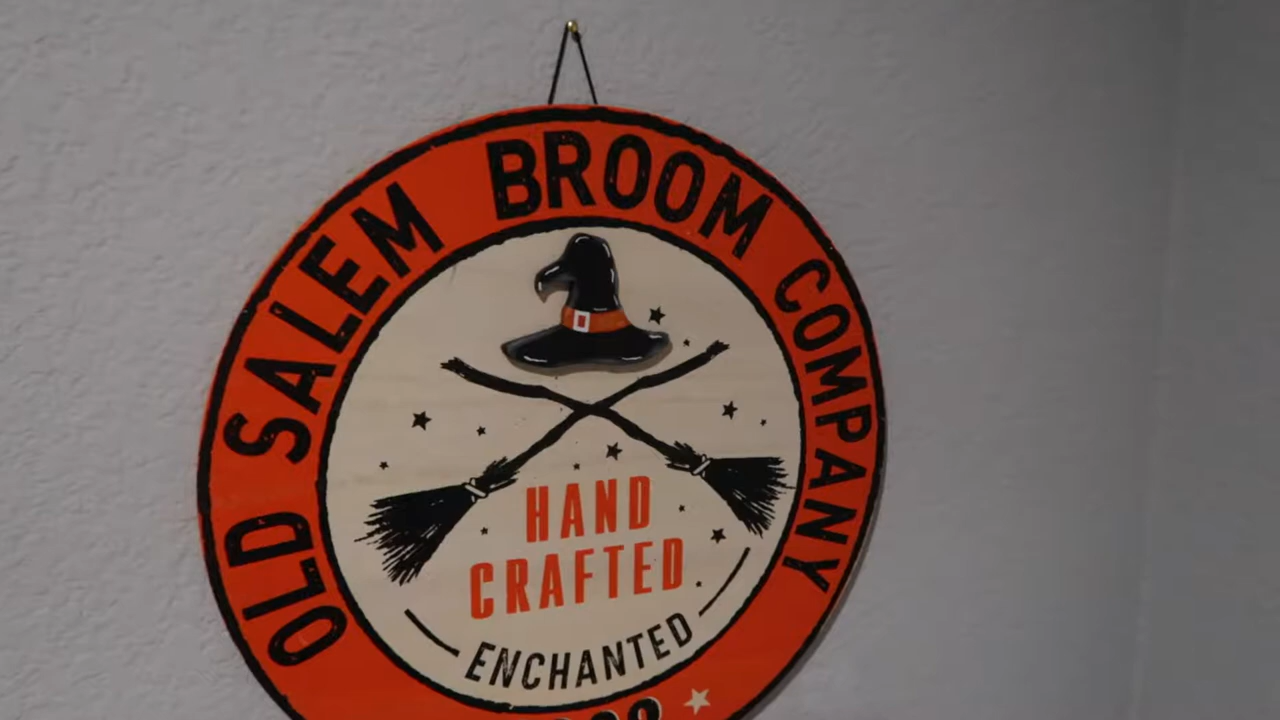 OLD SALEM BROOM COMPANY
HAND
CRAFTED
ENCHANTED